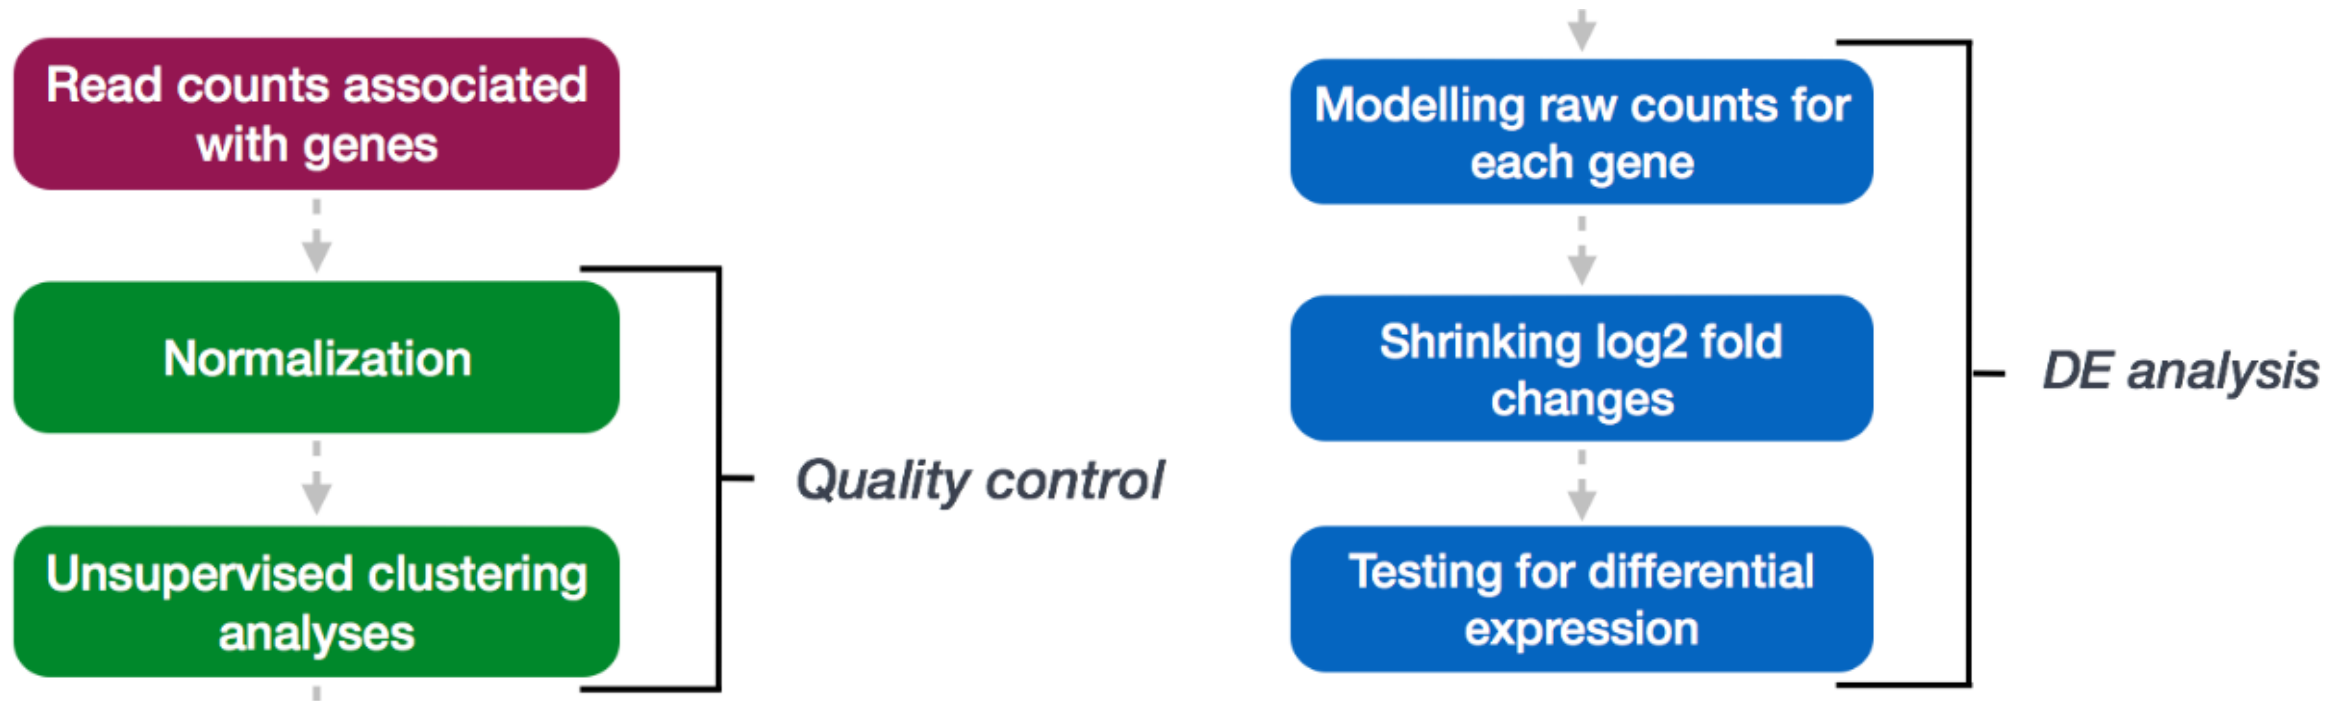 Read counts associated
with genes
Normalization
Unsupervised clustering
analyses
Quality control
Modelling raw counts for
each gene
Shrinking log2 fold
changes
Testing for differential
expression
DE analysis